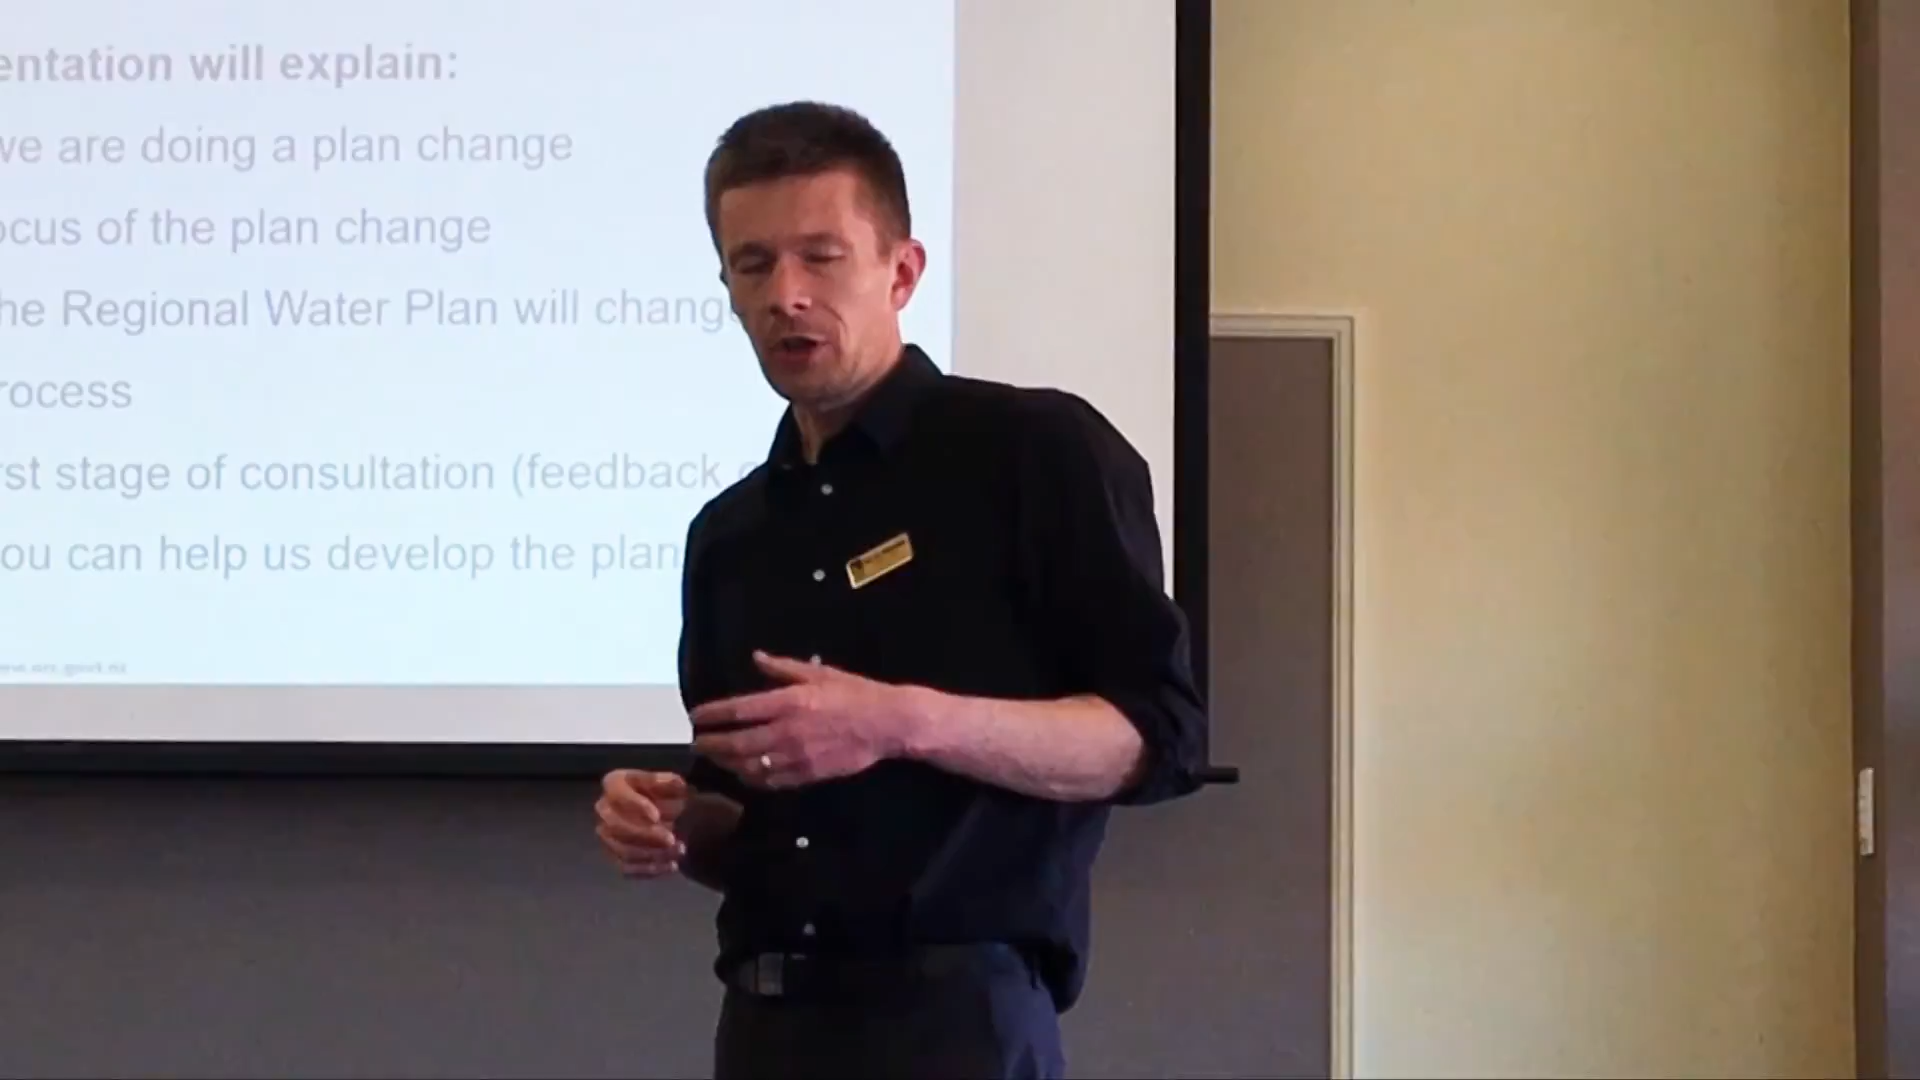 entation will explain:
we are doing a plan change
ocus of the plan change
he Regional Water Plan will chang
rocess
rst stage of consultation (feedback
ou can help us develop the plan